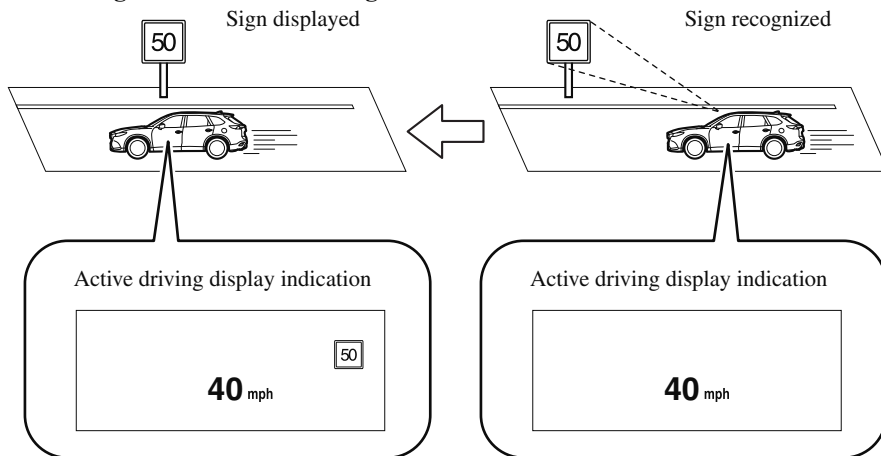 Sign displayed
Sign recognized
50
50
Active driving display indication
Active driving display indication
50
40 mph
40 mph